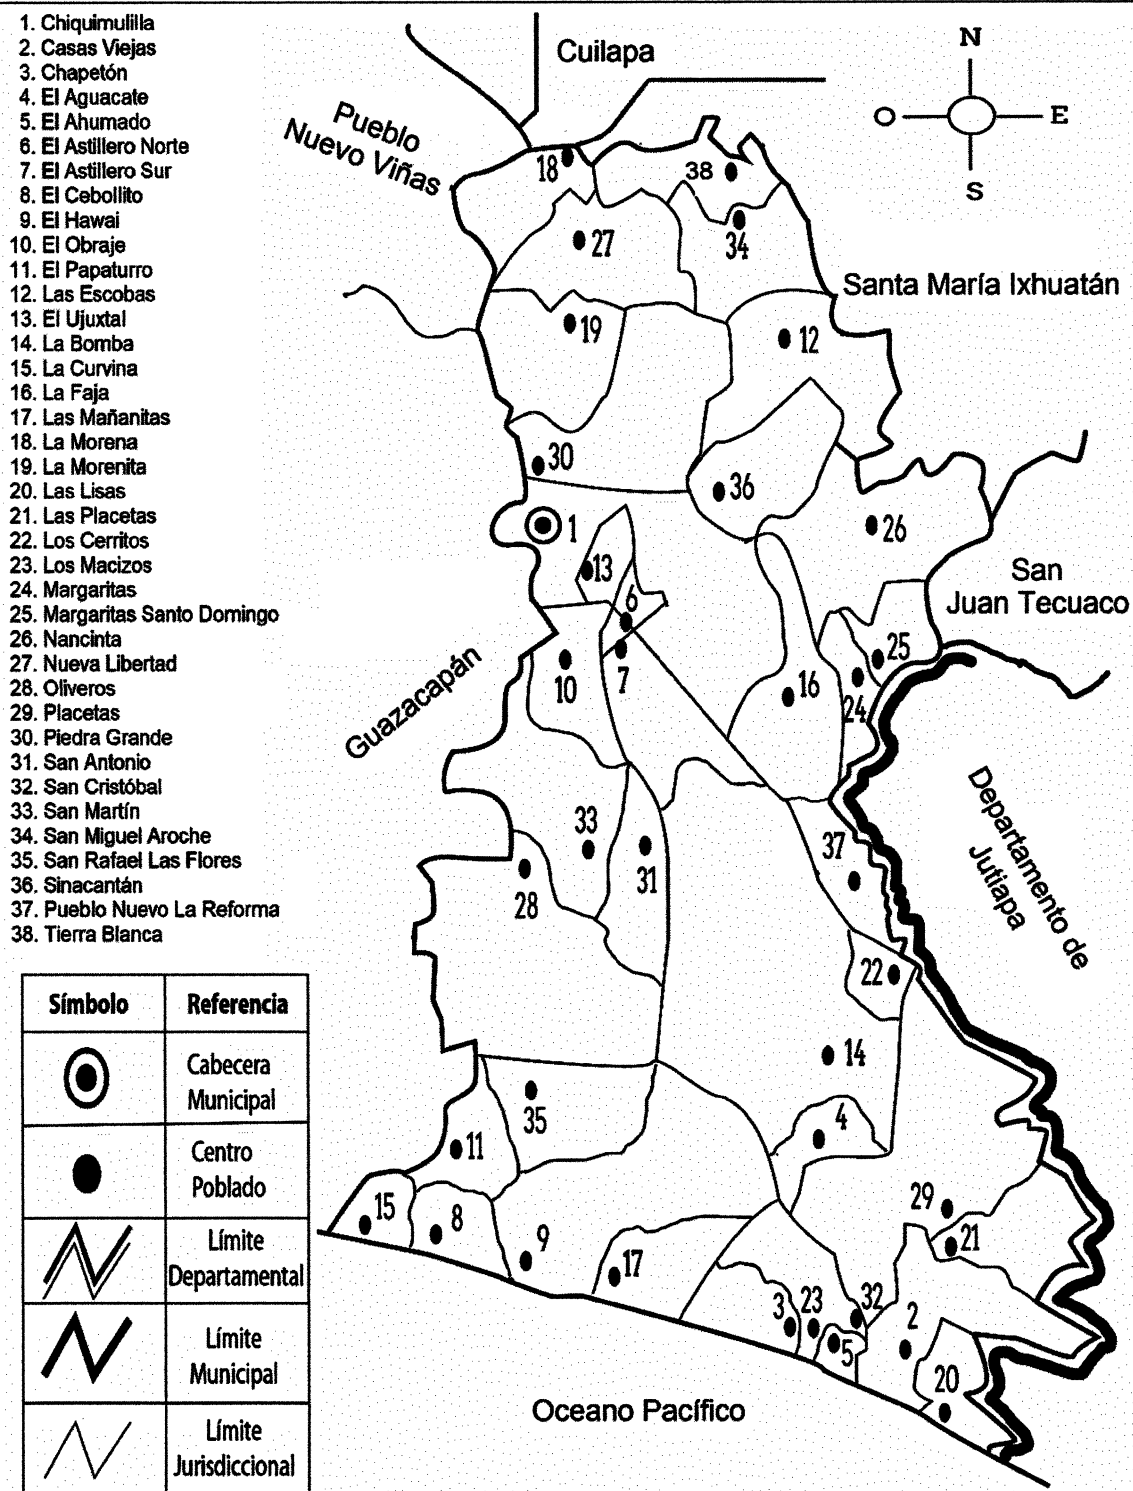 1. Chiquimulilla
2. Casas Viejas
3. Chapetón
4. El Aguacate
5. El Ahumado
6. El Astillero Norte
7. El Astillero Sur
8. El Cebollito
9. El Hawai
10. El Obraje
11. El Papaturro
12. Las Escobas
13. El Ujuxtal
14. La Bomba
15. La Curvina
16. La Faja
17. Las Mañanitas
18. La Morena
19. La Morenita
20. Las Lisas
21. Las Placetas
22. Los Cerritos
23. Los Macizos
24. Margaritas
25. Margaritas Santo Domingo
26. Nancinta
27. Nueva Libertad
28. Oliveros
29. Placetas
30. Piedra Grande
31. San Antonio
32. San Cristóbal
33. San Martín
34. San Miguel Aroche
35. San Rafael Las Flores
36. Sinacantán
37. Pueblo Nuevo La Reforma
38. Tierra Blanca
Símbolo Referencia
Cabecera
Municipal
Centro
Poblado
Límite
Departamental
Límite
Municipal
Límite
Jurisdiccional
Cuilapa
N
O E
S
Pueblo
Nuevo Viñas
18
38
27
34
Santa María Ixhuatán
19
12
30
36
1
26
13
San
Juan Tecuaco
6
25
Guazacapán
10
7
16
24
Departamento de
Jutiapa
33
37
31
28
22
14
35
4
11
29
15
8
21
9
17
3
23
32
2
5
20
Oceano Pacífico